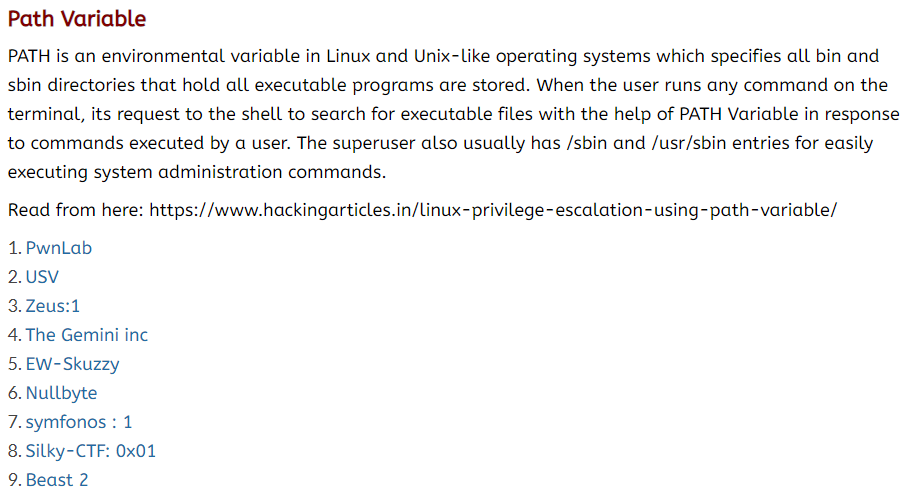 Path Variable
PATH is an environmental variable in Linux and Unix-like operating systems which specifies all bin and
sbin directories that hold all executable programs are stored. When the user runs any command on the
terminal, its request to the shell to search for executable files with the help of PATH Variable in response
to commands executed by a user. The superuser also usually has /sbin and /usr/sbin entries for easily
executing system administration commands.
Read from here: https://www.hackingarticles.in/linux-privilege-escalation-using-path-variable/
1. PwnLab
2. USV
3. Zeus:1
4. The Gemini inc
5. EW-Skuzzy
6. Nullbyte
7. symfonos : 1
8. Silky-CTF: 0x01
9. Beast 2